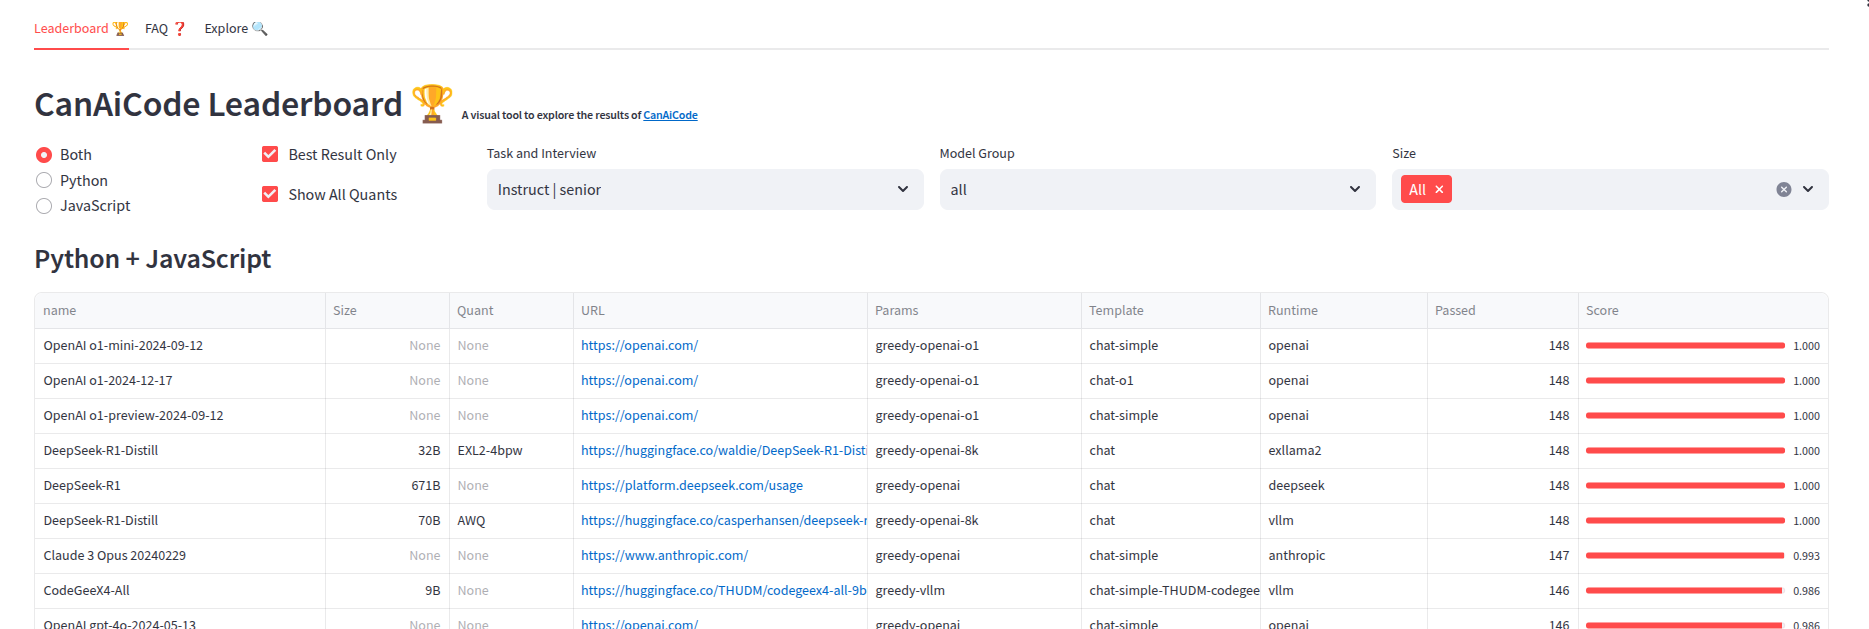 Leaderboard 🏆 FAQ ❓ Explore 🔍
CanAiCode Leaderboard 🏆 A visual tool to explore the results of CanAiCode
Both
Python
JavaScript
Best Result Only
Show All Quants
Task and Interview
Instruct | senior
Model Group
all
Size
All ×
Python + JavaScript
name Size Quant URL Params Template Runtime Passed Score
OpenAI o1-mini-2024-09-12 None None https://openai.com/ greedy-openai-o1 chat-simple openai 148 1.000
OpenAI o1-2024-12-17 None None https://openai.com/ greedy-openai-o1 chat-o1 openai 148 1.000
OpenAI o1-preview-2024-09-12 None None https://openai.com/ greedy-openai-o1 chat-simple openai 148 1.000
DeepSeek-R1-Distill 32B EXL2-4bpw https://huggingface.co/waldie/DeepSeek-R1-Disti greedy-openai-8k chat exllama2 148 1.000
DeepSeek-R1 671B None https://platform.deepseek.com/usage greedy-openai chat deepseek 148 1.000
DeepSeek-R1-Distill 70B AWQ https://huggingface.co/casperhansen/deepseek-r greedy-openai-8k chat vllm 148 1.000
Claude 3 Opus 20240229 None None https://www.anthropic.com/ greedy-openai chat-simple anthropic 147 0.993
CodeGeeX4-All 9B None https://huggingface.co/THUDM/codegeex4-all-9b greedy-vllm chat-simple-THUDM-codegee vllm 146 0.986
OpenAI gpt-4o-2024-05-13 None None https://openai.com/ greedy-openai chat-simple openai 146 0.986